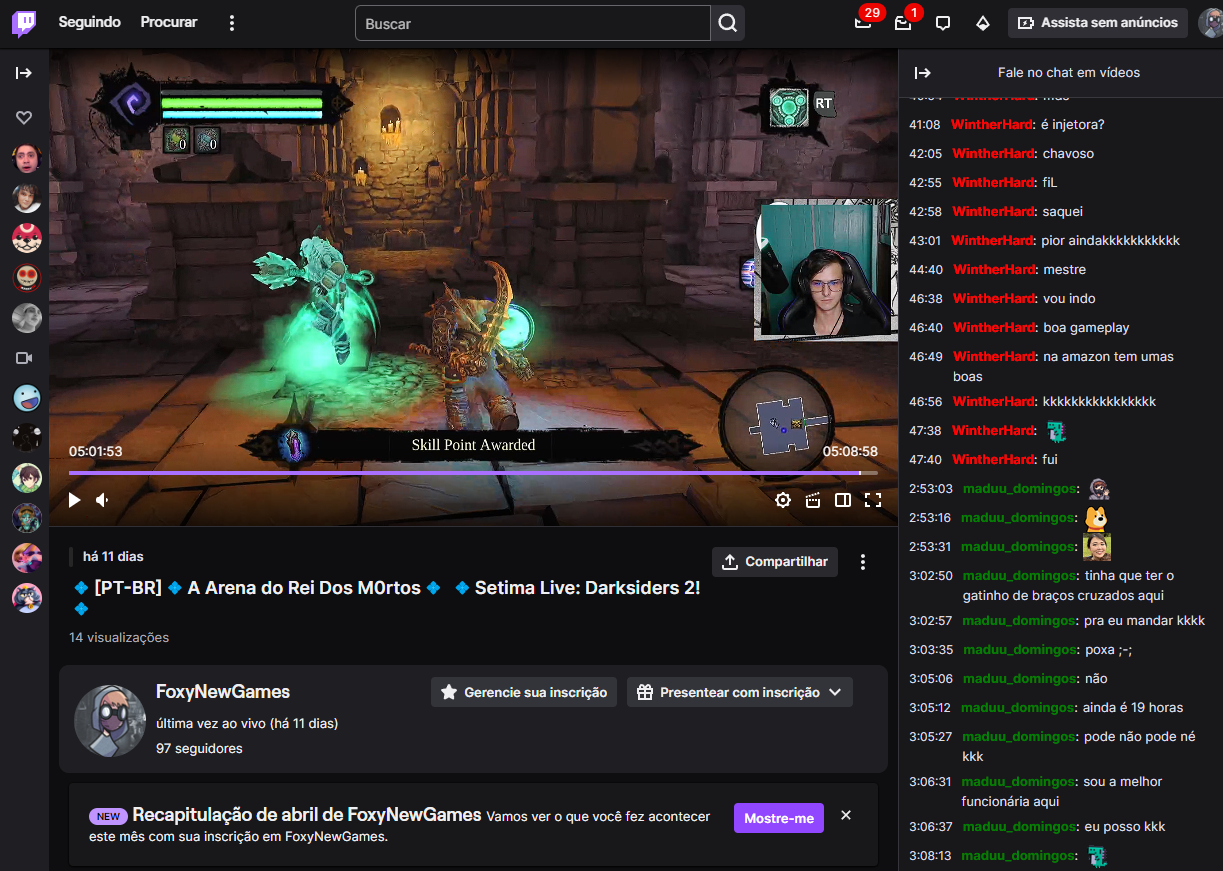 Seguindo
Procurar
Buscar
29
1
Assista sem anúncios
0
0
RT
Skill Point Awarded
05:01:53
05:08:58
há 11 dias
Compartilhar
[PT-BR] A Arena do Rei Dos M0rtos Setima Live: Darksiders 2!
14 visualizações
FoxyNewGames
última vez ao vivo (há 11 dias)
97 seguidores
Gerencie sua inscrição
Presentear com inscrição
NEW Recapitulação de abril de FoxyNewGames Vamos ver o que você fez acontecer
este mês com sua inscrição em FoxyNewGames.
Mostre-me
Fale no chat em vídeos
41:08 WintherHard: é injetora?
42:05 WintherHard: chavoso
42:55 WintherHard: fiL
42:58 WintherHard: saquei
43:01 WintherHard: pior aindakkkkkkkkkkk
44:40 WintherHard: mestre
46:38 WintherHard: vou indo
46:40 WintherHard: boa gameplay
46:49 WintherHard: na amazon tem umas
boas
46:56 WintherHard: kkkkkkkkkkkkkkkk
47:38 WintherHard:
47:40 WintherHard: fui
2:53:03 maduu_domingos:
2:53:16 maduu_domingos:
2:53:31 maduu_domingos:
3:02:50 maduu_domingos: tinha que ter o
gatinho de braços cruzados aqui
3:02:57 maduu_domingos: pra eu mandar kkkk
3:03:35 maduu_domingos: poxa ;-;
3:05:06 maduu_domingos: não
3:05:12 maduu_domingos: ainda é 19 horas
3:05:27 maduu_domingos: pode não pode né
kkk
3:06:31 maduu_domingos: sou a melhor
funcionária aqui
3:06:37 maduu_domingos: eu posso kkk
3:08:13 maduu_domingos: